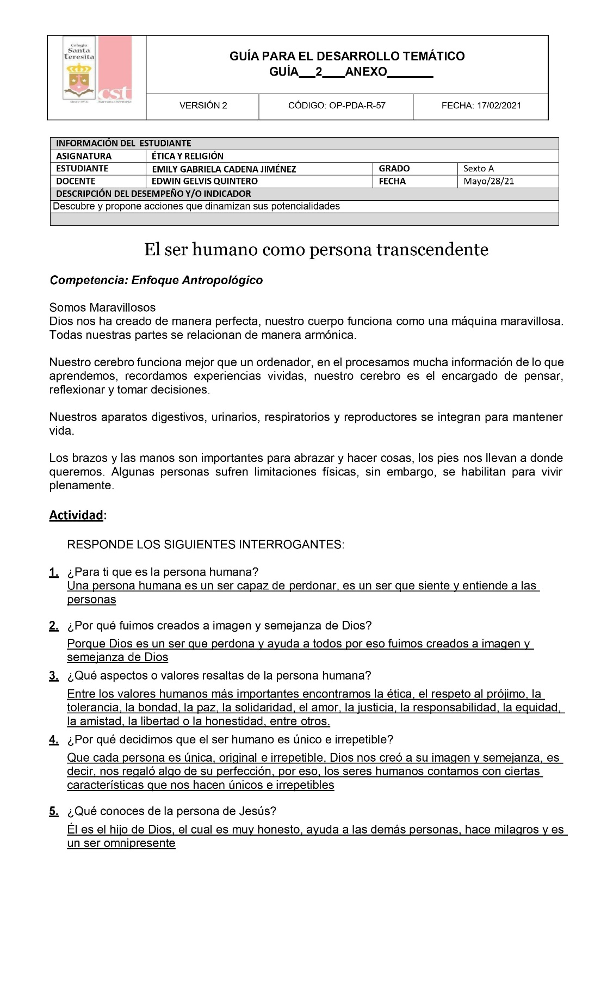 Colegio
Santa
teresita
since 1956
cst
Barrancabermeja
GUÍA PARA EL DESARROLLO TEMÁTICO
GUÍA___2____ANEXO________
VERSIÓN 2
CÓDIGO: OP-PDA-R-57
FECHA: 17/02/2021
INFORMACIÓN DEL ESTUDIANTE
ASIGNATURA ÉTICA Y RELIGIÓN
ESTUDIANTE EMILY GABRIELA CADENA JIMÉNEZ GRADO Sexto A
DOCENTE EDWIN GELVIS QUINTERO FECHA Mayo/28/21
DESCRIPCIÓN DEL DESEMPEÑO Y/O INDICADOR
Descubre y propone acciones que dinamizan sus potencialidades
El ser humano como persona transcendente
Competencia: Enfoque Antropológico
Somos Maravillosos
Dios nos ha creado de manera perfecta, nuestro cuerpo funciona como una máquina maravillosa.
Todas nuestras partes se relacionan de manera armónica.
Nuestro cerebro funciona mejor que un ordenador, en el procesamos mucha información de lo que
aprendemos, recordamos experiencias vividas, nuestro cerebro es el encargado de pensar,
reflexionar y tomar decisiones.
Nuestros aparatos digestivos, urinarios, respiratorios y reproductores se integran para mantener
vida.
Los brazos y las manos son importantes para abrazar y hacer cosas, los pies nos llevan a donde
queremos. Algunas personas sufren limitaciones físicas, sin embargo, se habilitan para vivir
plenamente.
Actividad:
RESPONDE LOS SIGUIENTES INTERROGANTES:
1. ¿Para ti que es la persona humana?
Una persona humana es un ser capaz de perdonar, es un ser que siente y entiende a las
personas
2. ¿Por qué fuimos creados a imagen y semejanza de Dios?
Porque Dios es un ser que perdona y ayuda a todos por eso fuimos creados a imagen y
semejanza de Dios
3. ¿Qué aspectos o valores resaltas de la persona humana?
Entre los valores humanos más importantes encontramos la ética, el respeto al prójimo, la
tolerancia, la bondad, la paz, la solidaridad, el amor, la justicia, la responsabilidad, la equidad,
la amistad, la libertad o la honestidad, entre otros.
4. ¿Por qué decidimos que el ser humano es único e irrepetible?
Que cada persona es única, original e irrepetible, Dios nos creó a su imagen y semejanza, es
decir, nos regaló algo de su perfección, por eso, los seres humanos contamos con ciertas
características que nos hacen únicos e irrepetibles
5. ¿Qué conoces de la persona de Jesús?
Él es el hijo de Dios, el cual es muy honesto, ayuda a las demás personas, hace milagros y es
un ser omnipresente